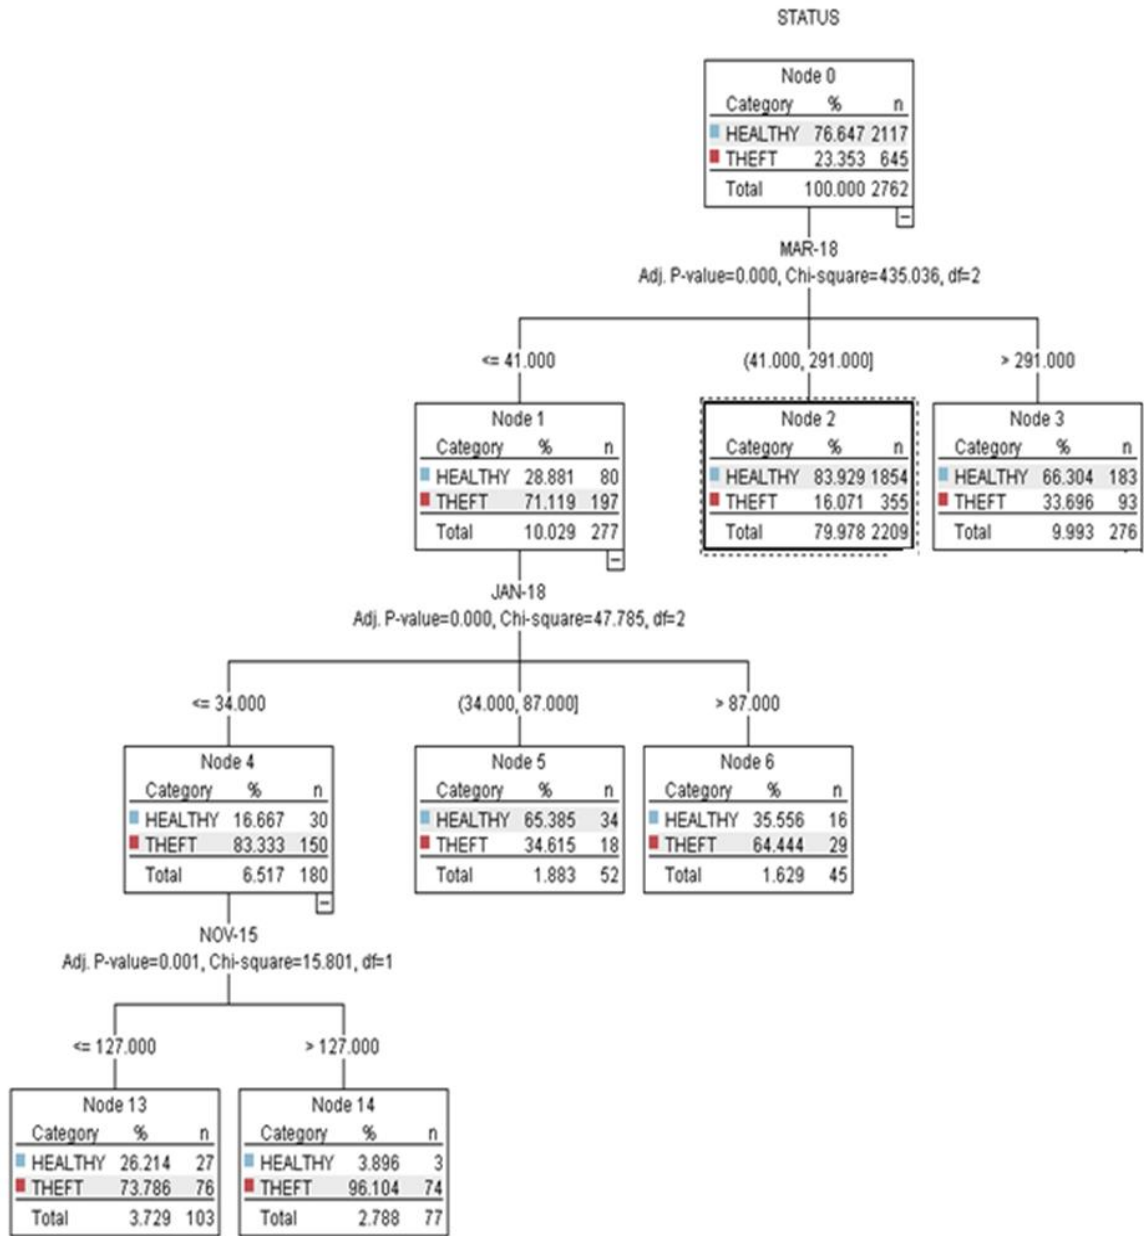 STATUS
Node 0
Category % n
HEALTHY 76.647 2117
THEFT 23.353 645
Total 100.000 2762
MAR-18
Adj. P-value=0.000, Chi-square=435.036, df=2
<= 41.000
(41.000, 291.000]
> 291.000
Node 1
Category % n
HEALTHY 28.881 80
THEFT 71.119 197
Total 10.029 277
Node 2
Category % n
HEALTHY 83.929 1854
THEFT 16.071 355
Total 79.978 2209
Node 3
Category % n
HEALTHY 66.304 183
THEFT 33.696 93
Total 9.993 276
JAN-18
Adj. P-value=0.000, Chi-square=47.785, df=2
<= 34.000
(34.000, 87.000]
> 87.000
Node 4
Category % n
HEALTHY 16.667 30
THEFT 83.333 150
Total 6.517 180
Node 5
Category % n
HEALTHY 65.385 34
THEFT 34.615 18
Total 1.883 52
Node 6
Category % n
HEALTHY 35.556 16
THEFT 64.444 29
Total 1.629 45
NOV-15
Adj. P-value=0.001, Chi-square=15.801, df=1
<= 127.000
> 127.000
Node 13
Category % n
HEALTHY 26.214 27
THEFT 73.786 76
Total 3.729 103
Node 14
Category % n
HEALTHY 3.896 3
THEFT 96.104 74
Total 2.788 77